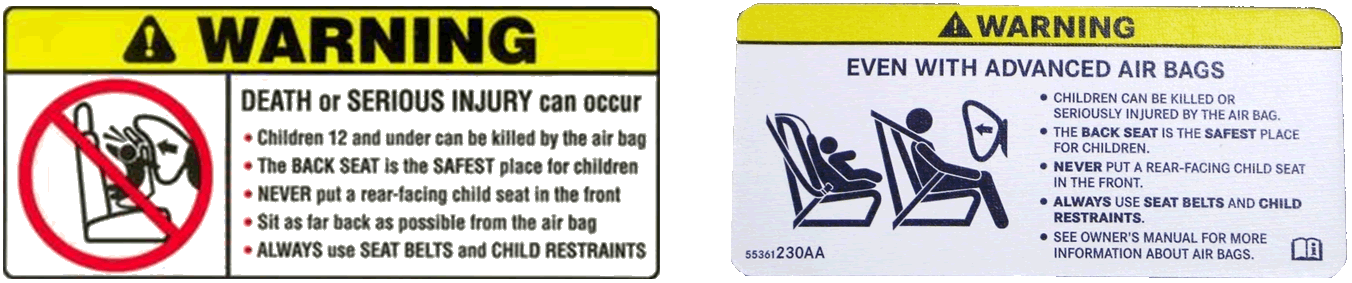 WARNING
DEATH or SERIOUS INJURY can occur
• Children 12 and under can be killed by the air bag
• The BACK SEAT is the SAFEST place for children
• NEVER put a rear-facing child seat in the front
• Sit as far back as possible from the air bag
• ALWAYS use SEAT BELTS and CHILD RESTRAINTS
WARNING
EVEN WITH ADVANCED AIR BAGS
• CHILDREN CAN BE KILLED OR
SERIOUSLY INJURED BY THE AIR BAG.
• THE BACK SEAT IS THE SAFEST PLACE
FOR CHILDREN.
• NEVER PUT A REAR-FACING CHILD SEAT
IN THE FRONT.
• ALWAYS USE SEAT BELTS AND CHILD
RESTRAINTS.
• SEE OWNER'S MANUAL FOR MORE
INFORMATION ABOUT AIR BAGS.
55361230AA